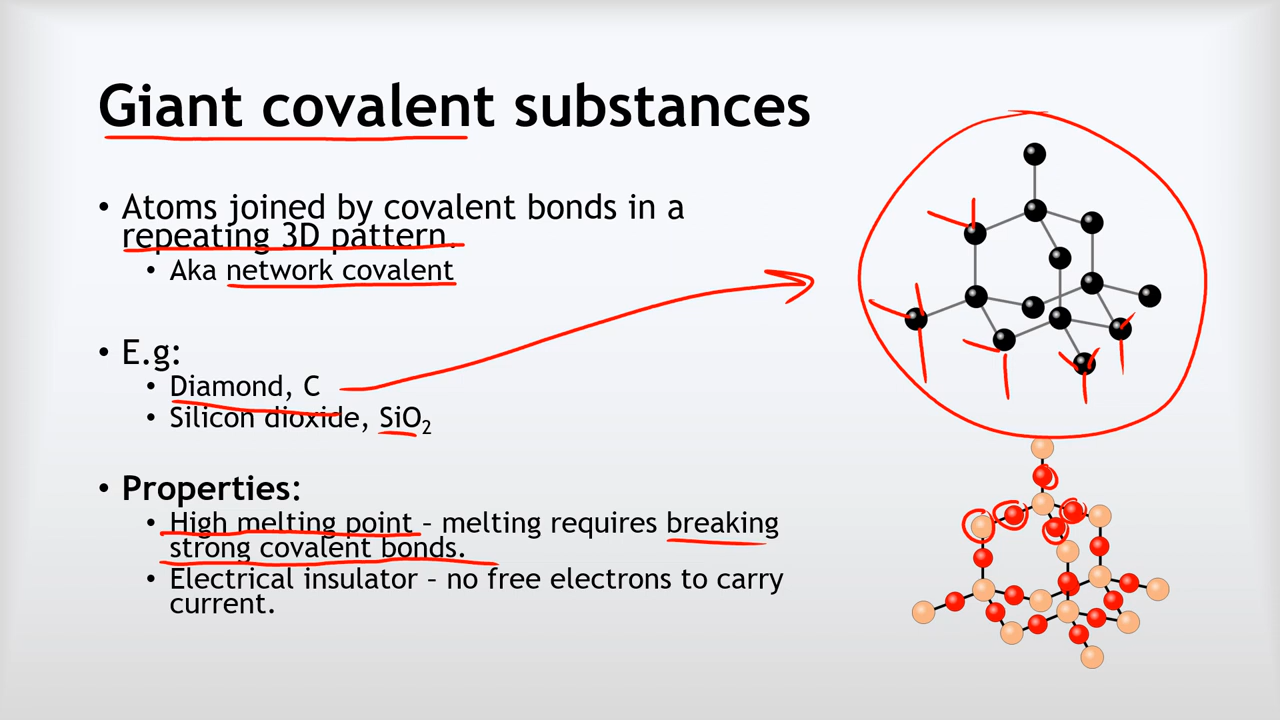 Giant covalent substances
• Atoms joined by covalent bonds in a
repeating 3D pattern.
• Aka network covalent
• E.g:
• Diamond, C
• Silicon dioxide, SiO₂
• Properties:
• High melting point – melting requires breaking
strong covalent bonds.
• Electrical insulator – no free electrons to carry
current.